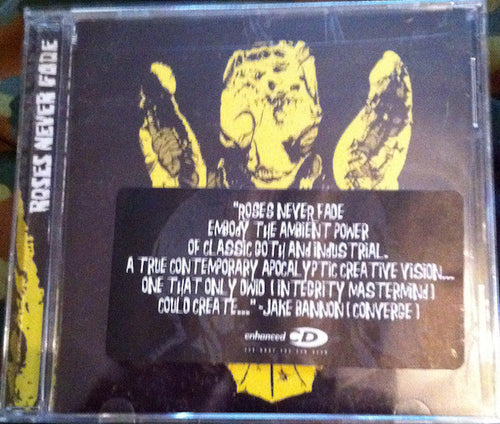 ROSES NEVER FADE
"ROSES NEVER FADE
EMBODY THE AMBIENT POWER
OF CLASSIC GOTH AND INDUSTRIAL.
A TRUE CONTEMPORARY APOCALYPTIC CREATIVE VISION...
ONE THAT ONLY DWID (INTEGRITY MASTERMIND)
COULD CREATE..." -JAKE BANNON (CONVERGE)
enhanced CD